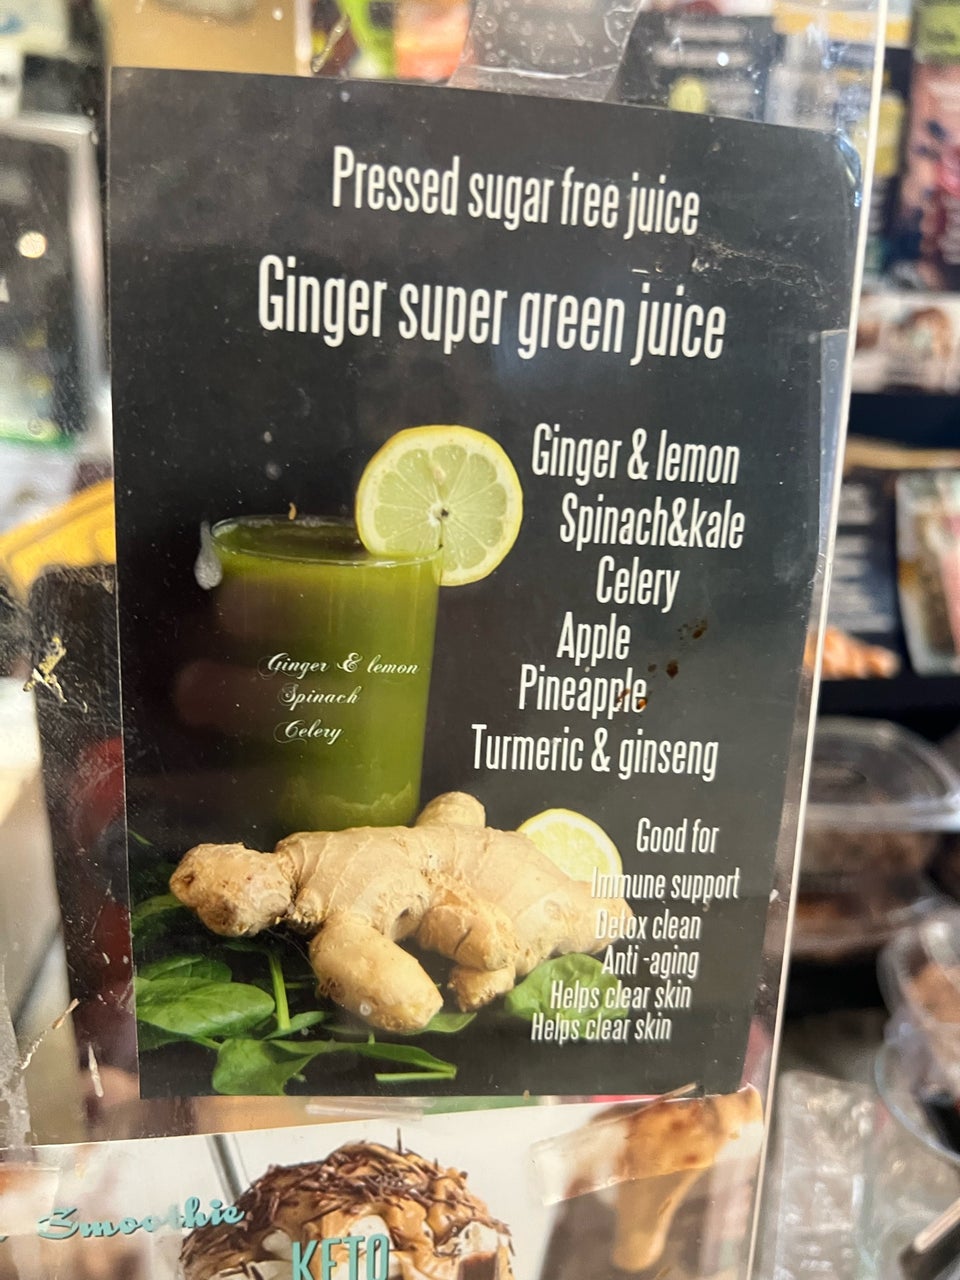 Pressed sugar free juice
Ginger super green juice
Ginger & lemon
Spinach&kale
Celery
Apple
Pineapple
Turmeric & ginseng
Ginger & lemon
Spinach
Celery
Good for
Immune support
Detox clean
Anti -aging
Helps clear skin
Helps clear skin
Smoothie
KETO